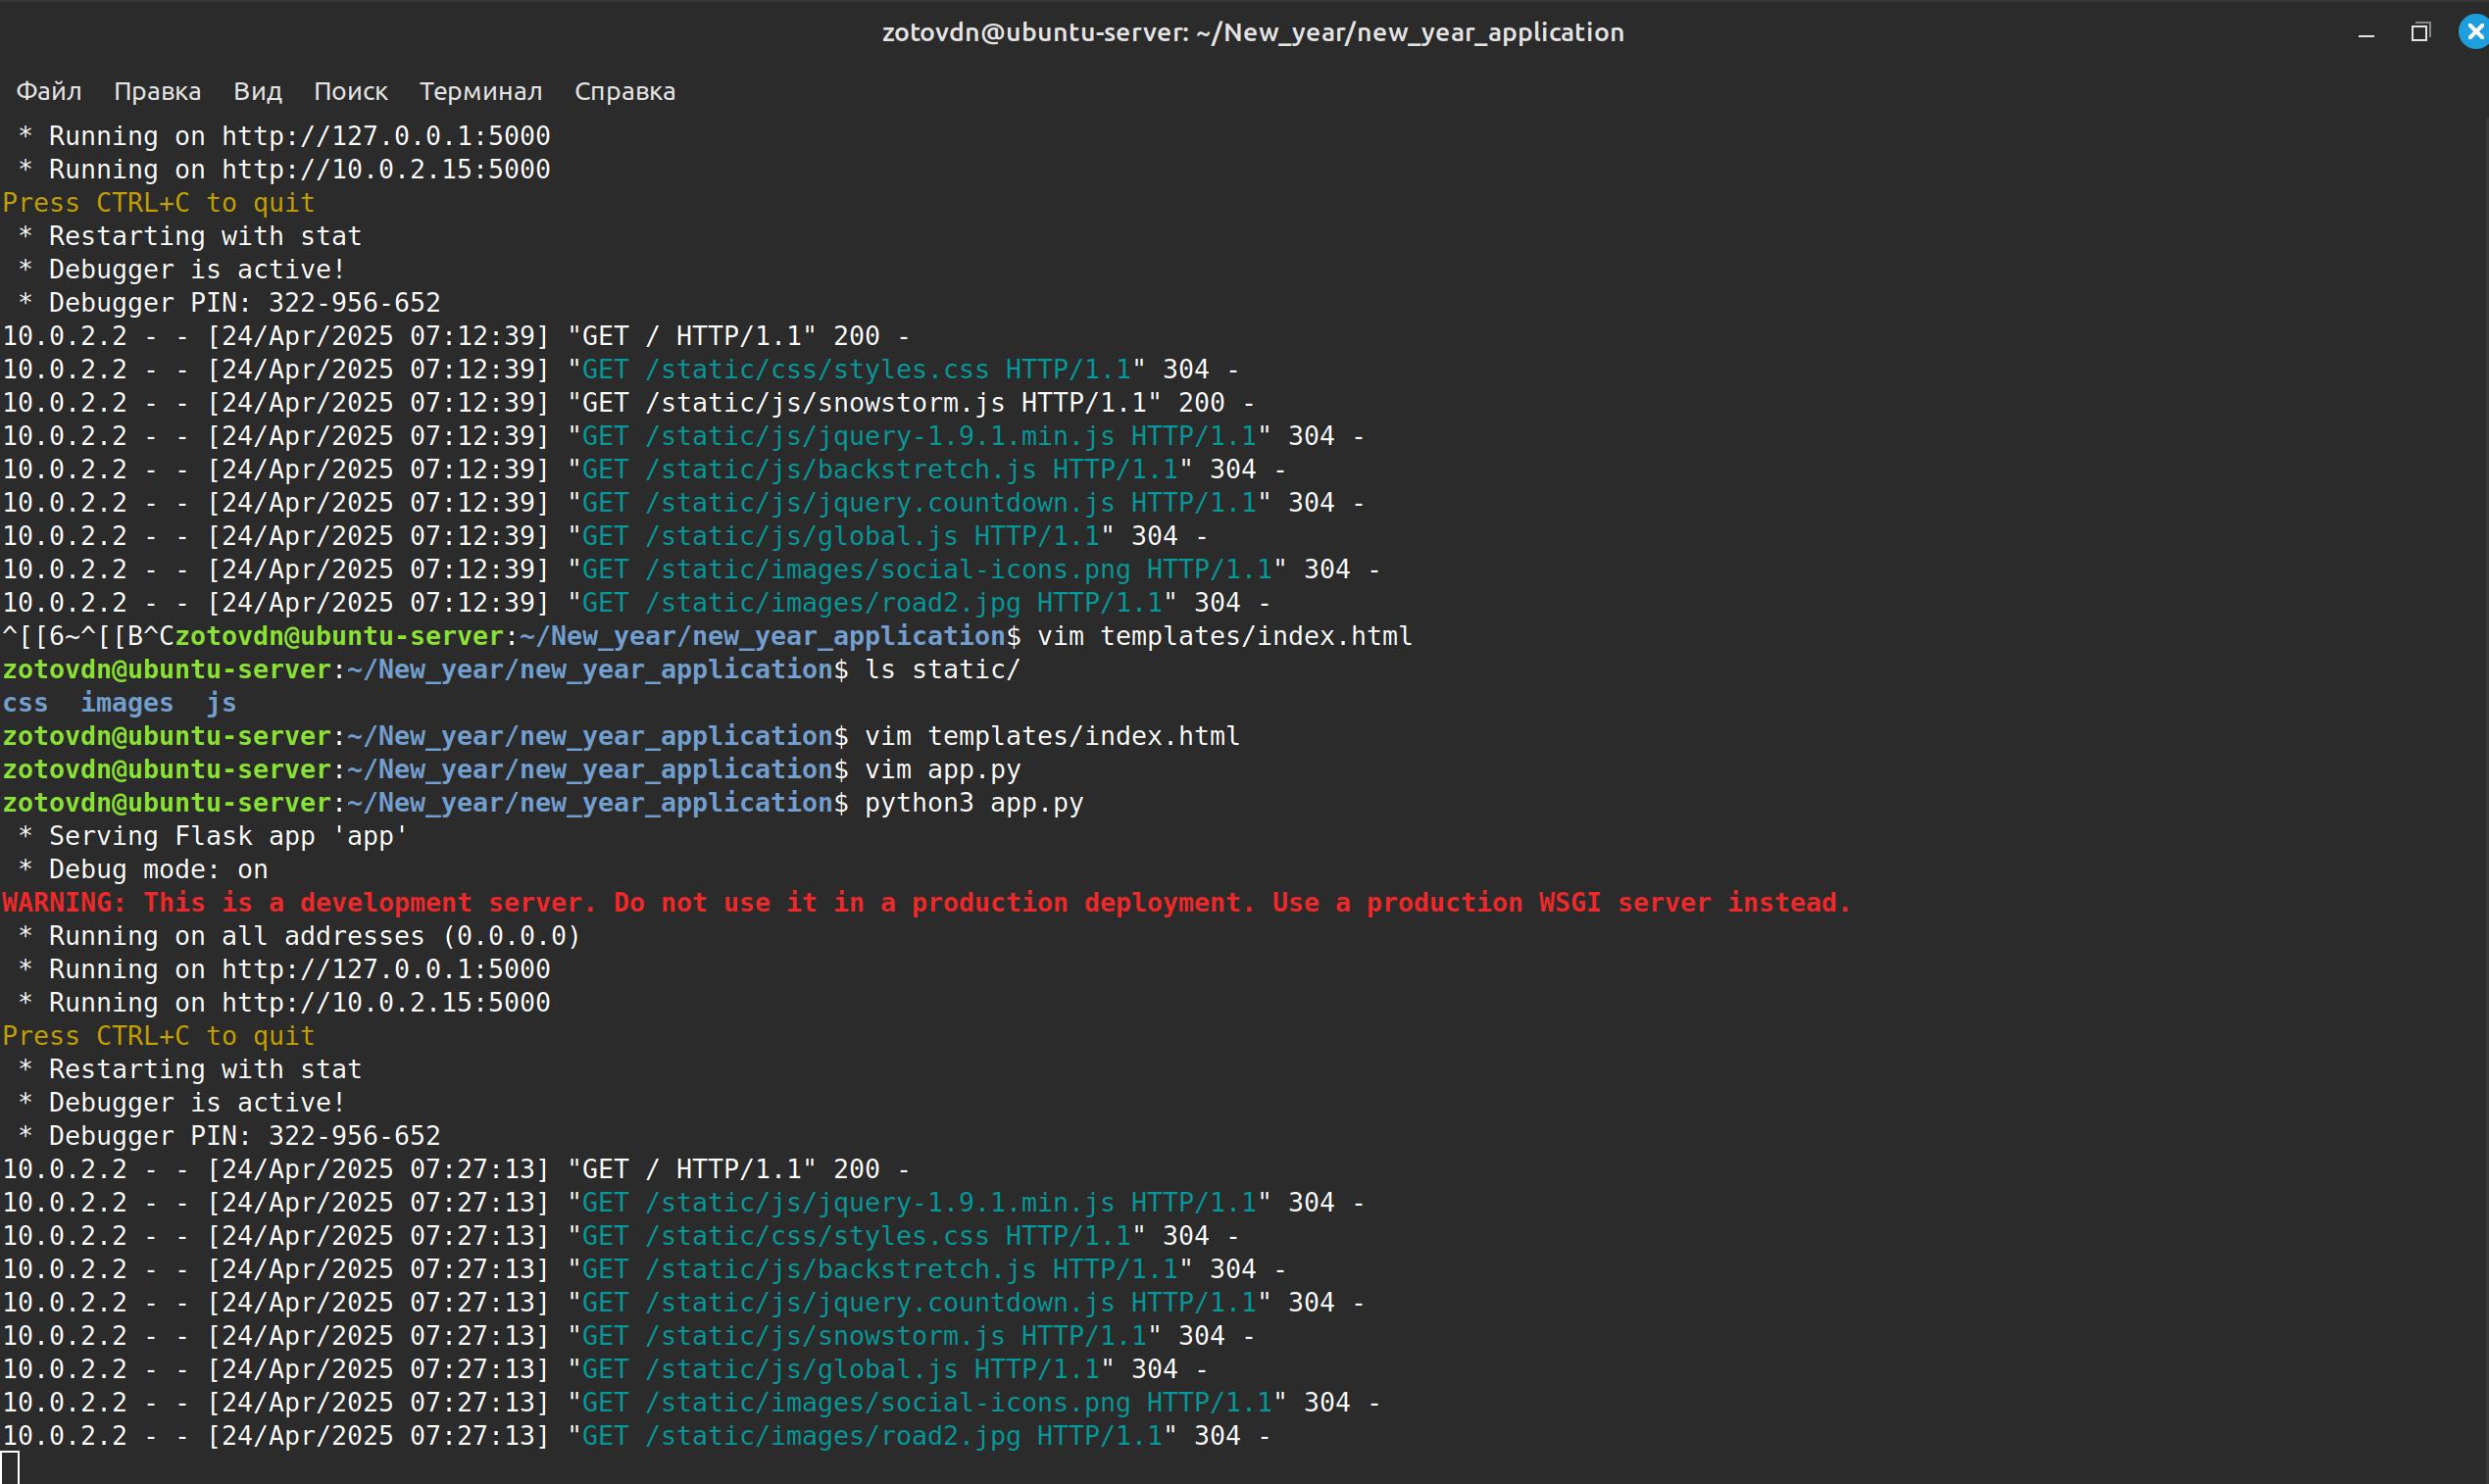 zotovdn@ubuntu-server: ~/New_year/new_year_application
Файл Правка Вид Поиск Терминал Справка
 * Running on http://127.0.0.1:5000
 * Running on http://10.0.2.15:5000
Press CTRL+C to quit
 * Restarting with stat
 * Debugger is active!
 * Debugger PIN: 322-956-652
10.0.2.2 - - [24/Apr/2025 07:12:39] "GET / HTTP/1.1" 200 -
10.0.2.2 - - [24/Apr/2025 07:12:39] "GET /static/css/styles.css HTTP/1.1" 304 -
10.0.2.2 - - [24/Apr/2025 07:12:39] "GET /static/js/snowstorm.js HTTP/1.1" 200 -
10.0.2.2 - - [24/Apr/2025 07:12:39] "GET /static/js/jquery-1.9.1.min.js HTTP/1.1" 304 -
10.0.2.2 - - [24/Apr/2025 07:12:39] "GET /static/js/backstretch.js HTTP/1.1" 304 -
10.0.2.2 - - [24/Apr/2025 07:12:39] "GET /static/js/jquery.countdown.js HTTP/1.1" 304 -
10.0.2.2 - - [24/Apr/2025 07:12:39] "GET /static/js/global.js HTTP/1.1" 304 -
10.0.2.2 - - [24/Apr/2025 07:12:39] "GET /static/images/social-icons.png HTTP/1.1" 304 -
10.0.2.2 - - [24/Apr/2025 07:12:39] "GET /static/images/road2.jpg HTTP/1.1" 304 -
^[[6~^[[B^Czotovdn@ubuntu-server:~/New_year/new_year_application$ vim templates/index.html
zotovdn@ubuntu-server:~/New_year/new_year_application$ ls static/
css  images  js
zotovdn@ubuntu-server:~/New_year/new_year_application$ vim templates/index.html
zotovdn@ubuntu-server:~/New_year/new_year_application$ vim app.py
zotovdn@ubuntu-server:~/New_year/new_year_application$ python3 app.py
 * Serving Flask app 'app'
 * Debug mode: on
WARNING: This is a development server. Do not use it in a production deployment. Use a production WSGI server instead.
 * Running on all addresses (0.0.0.0)
 * Running on http://127.0.0.1:5000
 * Running on http://10.0.2.15:5000
Press CTRL+C to quit
 * Restarting with stat
 * Debugger is active!
 * Debugger PIN: 322-956-652
10.0.2.2 - - [24/Apr/2025 07:27:13] "GET / HTTP/1.1" 200 -
10.0.2.2 - - [24/Apr/2025 07:27:13] "GET /static/js/jquery-1.9.1.min.js HTTP/1.1" 304 -
10.0.2.2 - - [24/Apr/2025 07:27:13] "GET /static/css/styles.css HTTP/1.1" 304 -
10.0.2.2 - - [24/Apr/2025 07:27:13] "GET /static/js/backstretch.js HTTP/1.1" 304 -
10.0.2.2 - - [24/Apr/2025 07:27:13] "GET /static/js/jquery.countdown.js HTTP/1.1" 304 -
10.0.2.2 - - [24/Apr/2025 07:27:13] "GET /static/js/snowstorm.js HTTP/1.1" 304 -
10.0.2.2 - - [24/Apr/2025 07:27:13] "GET /static/js/global.js HTTP/1.1" 304 -
10.0.2.2 - - [24/Apr/2025 07:27:13] "GET /static/images/social-icons.png HTTP/1.1" 304 -
10.0.2.2 - - [24/Apr/2025 07:27:13] "GET /static/images/road2.jpg HTTP/1.1" 304 -